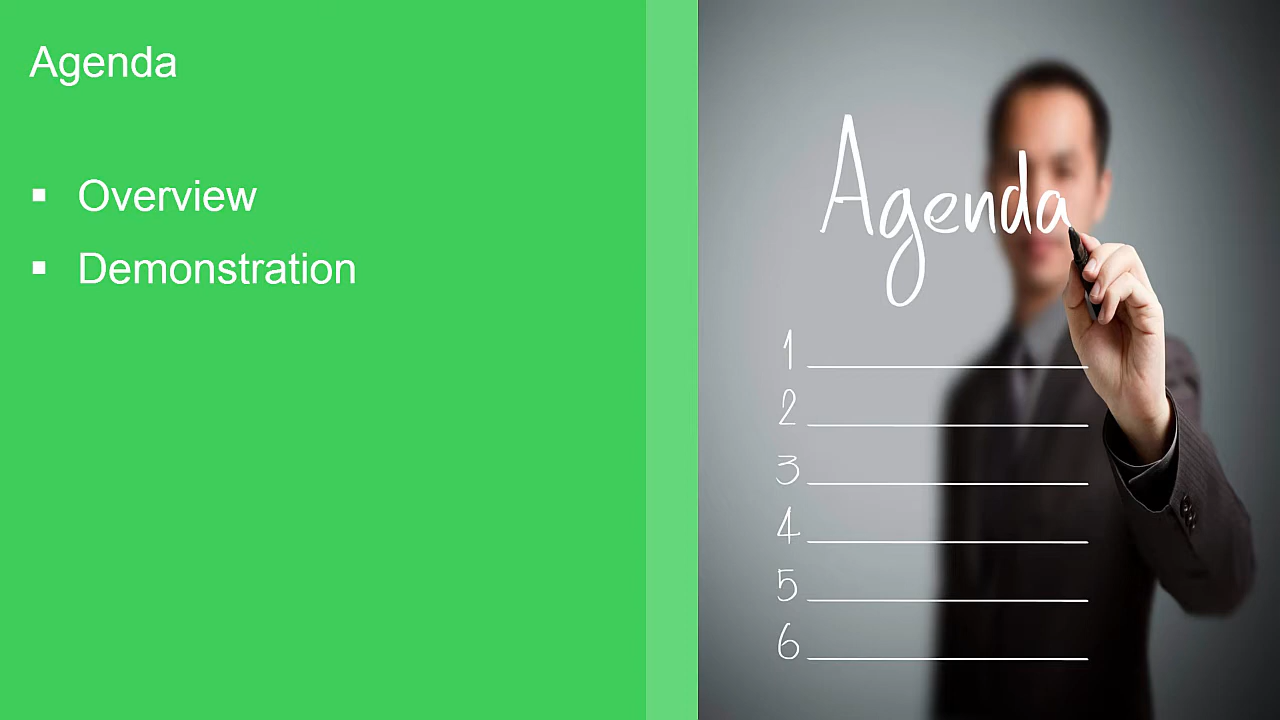 Agenda
▪ Overview
▪ Demonstration
Agenda
1
2
3
4
5
6